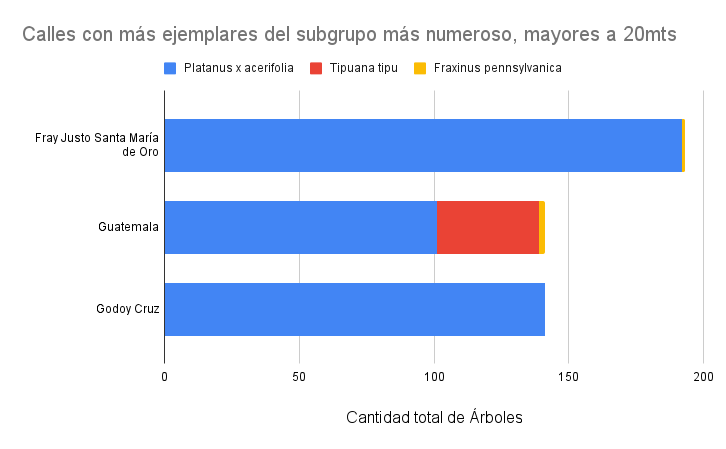 Calles con más ejemplares del subgrupo más numeroso, mayores a 20mts
Platanus x acerifolia Tipuana tipu Fraxinus pennsylvanica
Fray Justo Santa María
de Oro
Guatemala
Godoy Cruz
0 50 100 150 200
Cantidad total de Árboles